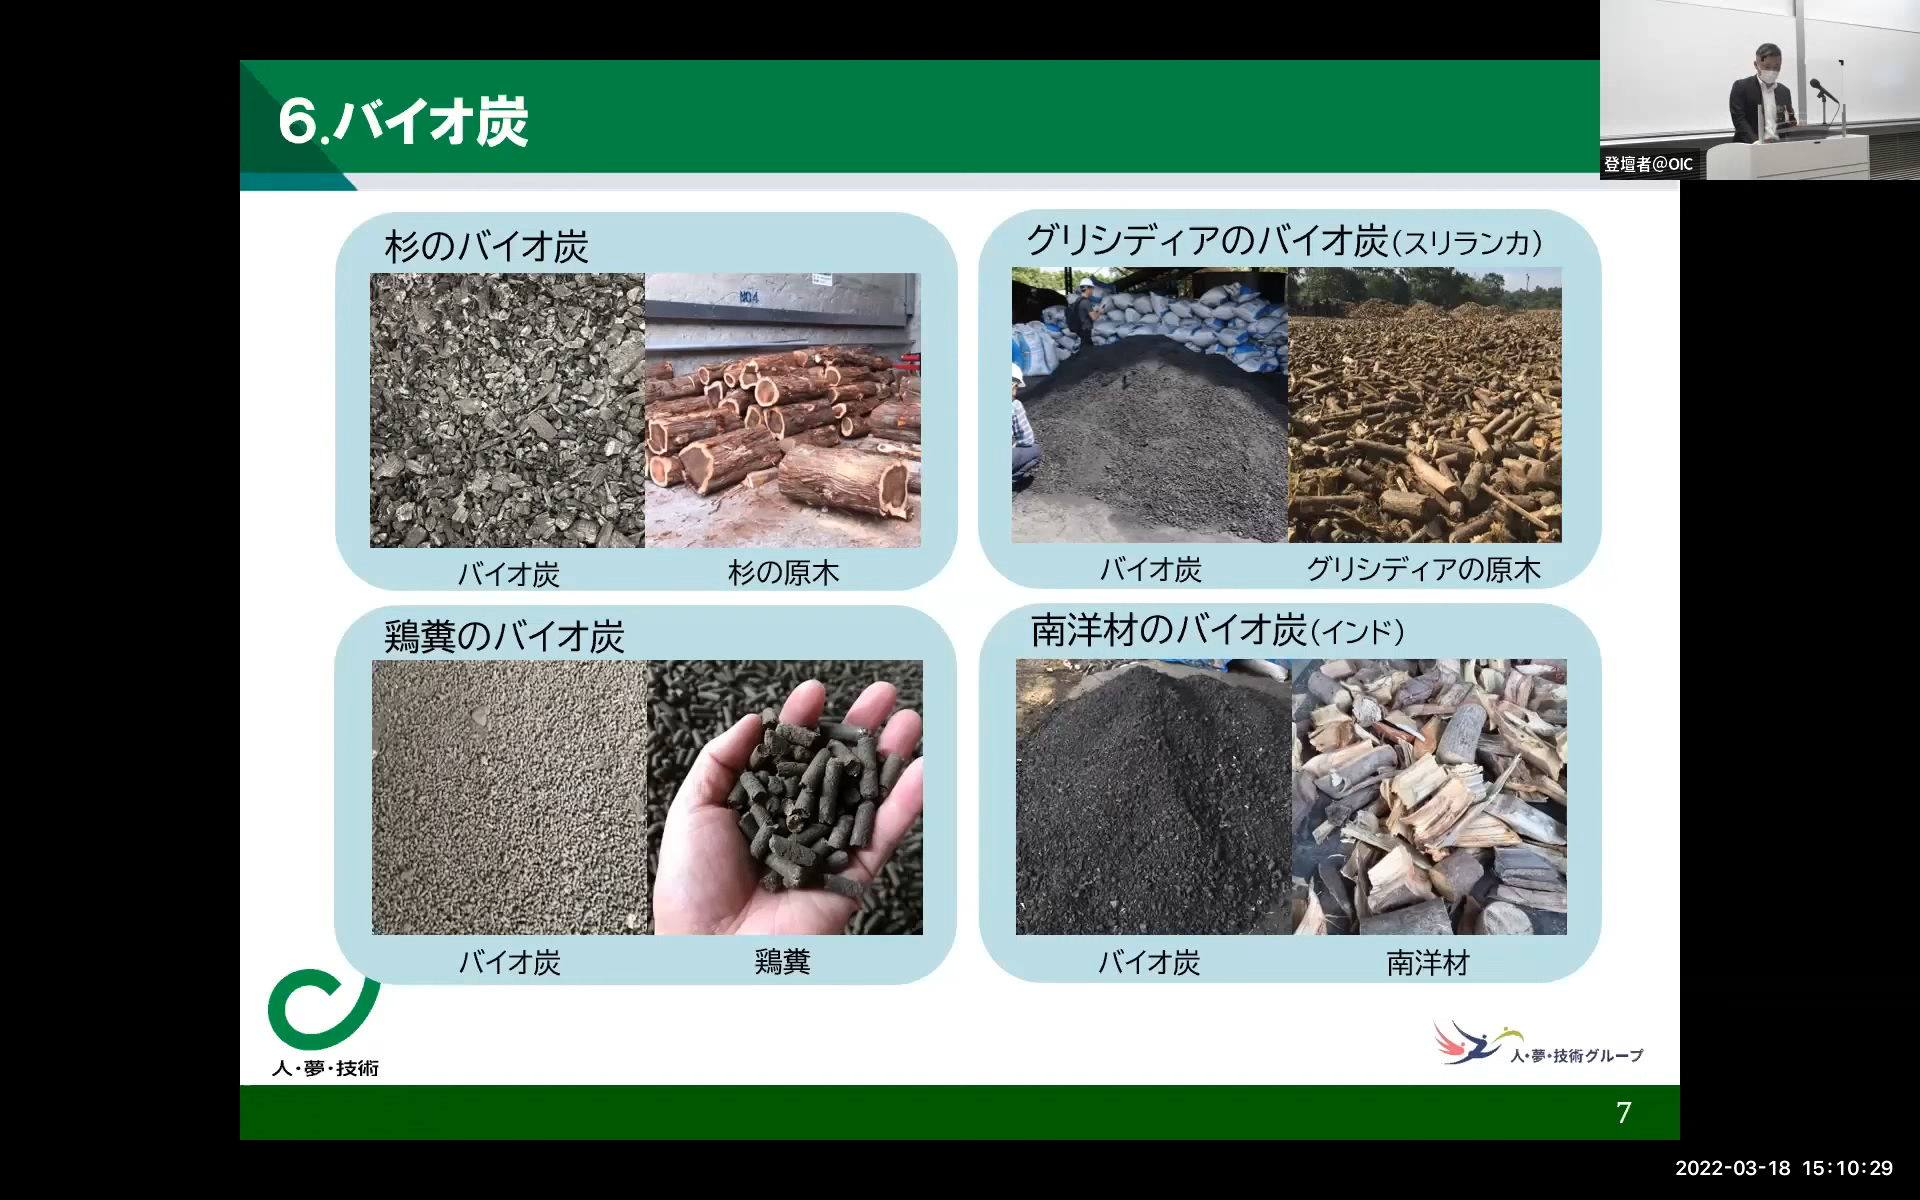 6.バイオ炭
登壇者@OIC
杉のバイオ炭
NO4
バイオ炭
杉の原木
グリシディアのバイオ炭(スリランカ)
バイオ炭
グリシディアの原木
鶏糞のバイオ炭
バイオ炭
鶏糞
南洋材のバイオ炭(インド)
バイオ炭
南洋材
人・夢・技術
人・夢・技術グループ
7
2022-03-18 15:10:29